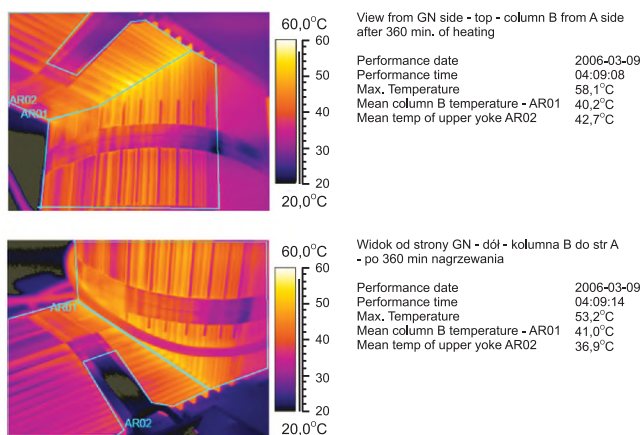 60,0°C
60
50
40
30
20
20,0°C
AR02
AR01
View from GN side - top - column B from A side
after 360 min. of heating
Performance date 2006-03-09
Performance time 04:09:08
Max. Temperature 58,1°C
Mean column B temperature - AR01 40,2°C
Mean temp of upper yoke AR02 42,7°C
60,0°C
60
50
40
30
20
20,0°C
AR01
AR02
Widok od strony GN - dół - kolumna B do str A
- po 360 min nagrzewania
Performance date 2006-03-09
Performance time 04:09:14
Max. Temperature 53,2°C
Mean column B temperature - AR01 41,0°C
Mean temp of upper yoke AR02 36,9°C